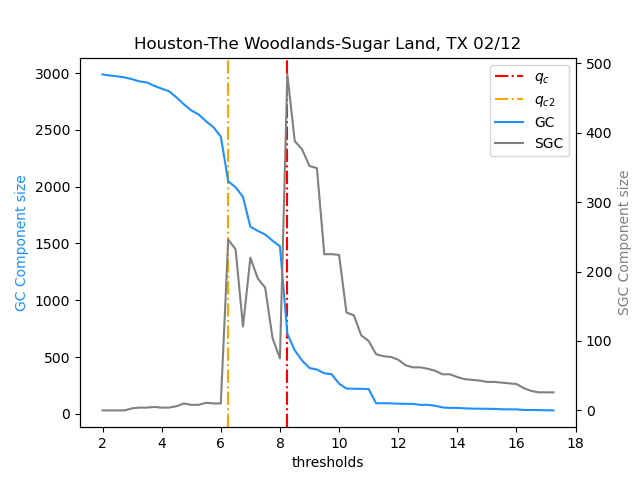 Houston-The Woodlands-Sugar Land, TX 02/12
GC Component size
3000
2500
2000
1500
1000
500
0
500
400
300
200
100
0
SGC Component size
q_c
q_c2
GC
SGC
2 4 6 8 10 12 14 16 18
thresholds